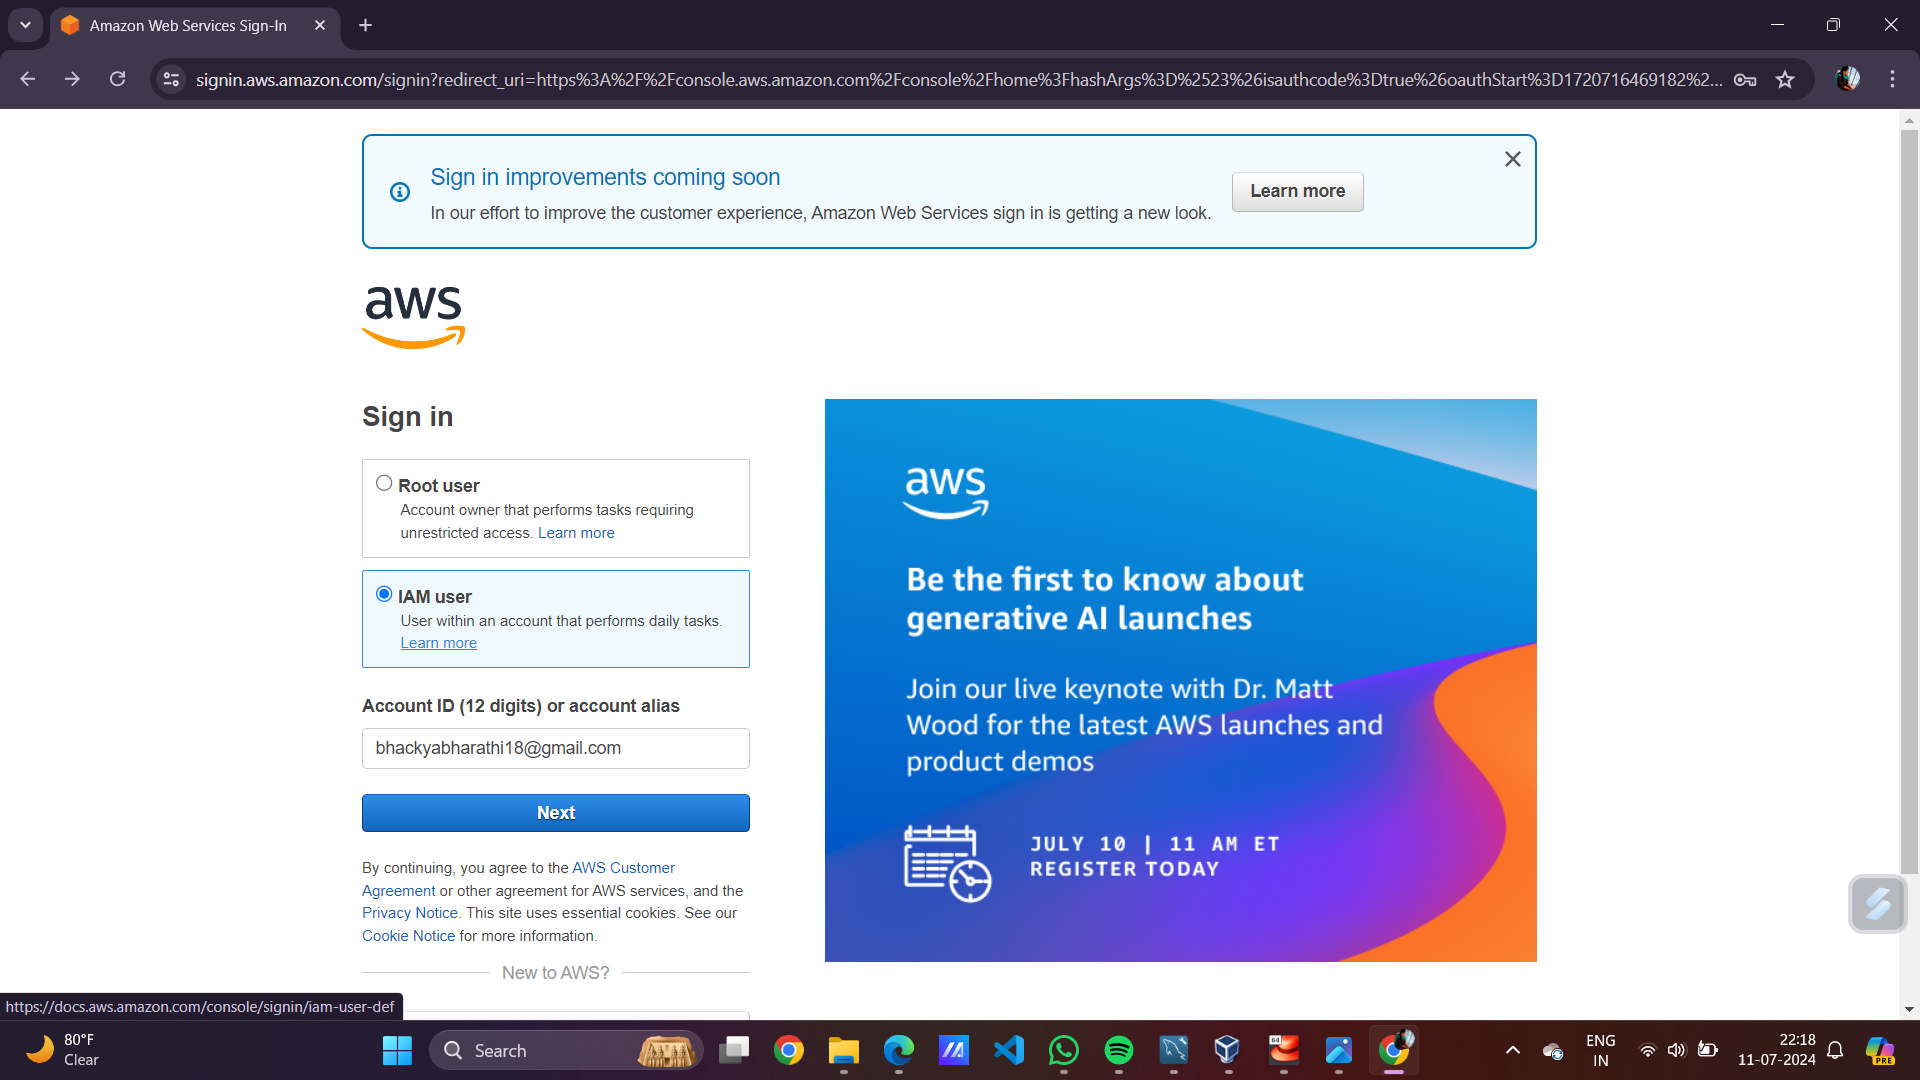 Amazon Web Services Sign-In
signin.aws.amazon.com/signin?redirect_uri=https%3A%2F%2Fconsole.aws.amazon.com%2Fconsole%2Fhome%3FhashArgs%3D%2523%26isauthcode%3Dtrue%26oauthStart%3D1720716469182%2...
Sign in improvements coming soon
In our effort to improve the customer experience, Amazon Web Services sign in is getting a new look.
Learn more
aws
Sign in
Root user
Account owner that performs tasks requiring
unrestricted access. Learn more
IAM user
User within an account that performs daily tasks.
Learn more
Account ID (12 digits) or account alias
bhackyabharathi18@gmail.com
Next
By continuing, you agree to the AWS Customer
Agreement or other agreement for AWS services, and the
Privacy Notice. This site uses essential cookies. See our
Cookie Notice for more information.
New to AWS?
aws
Be the first to know about
generative AI launches
Join our live keynote with Dr. Matt
Wood for the latest AWS launches and
product demos
JULY 10 | 11 AM ET
REGISTER TODAY
https://docs.aws.amazon.com/console/signin/iam-user-def
80°F
Clear
Search
64
ENG
IN
22:18
11-07-2024
PRE